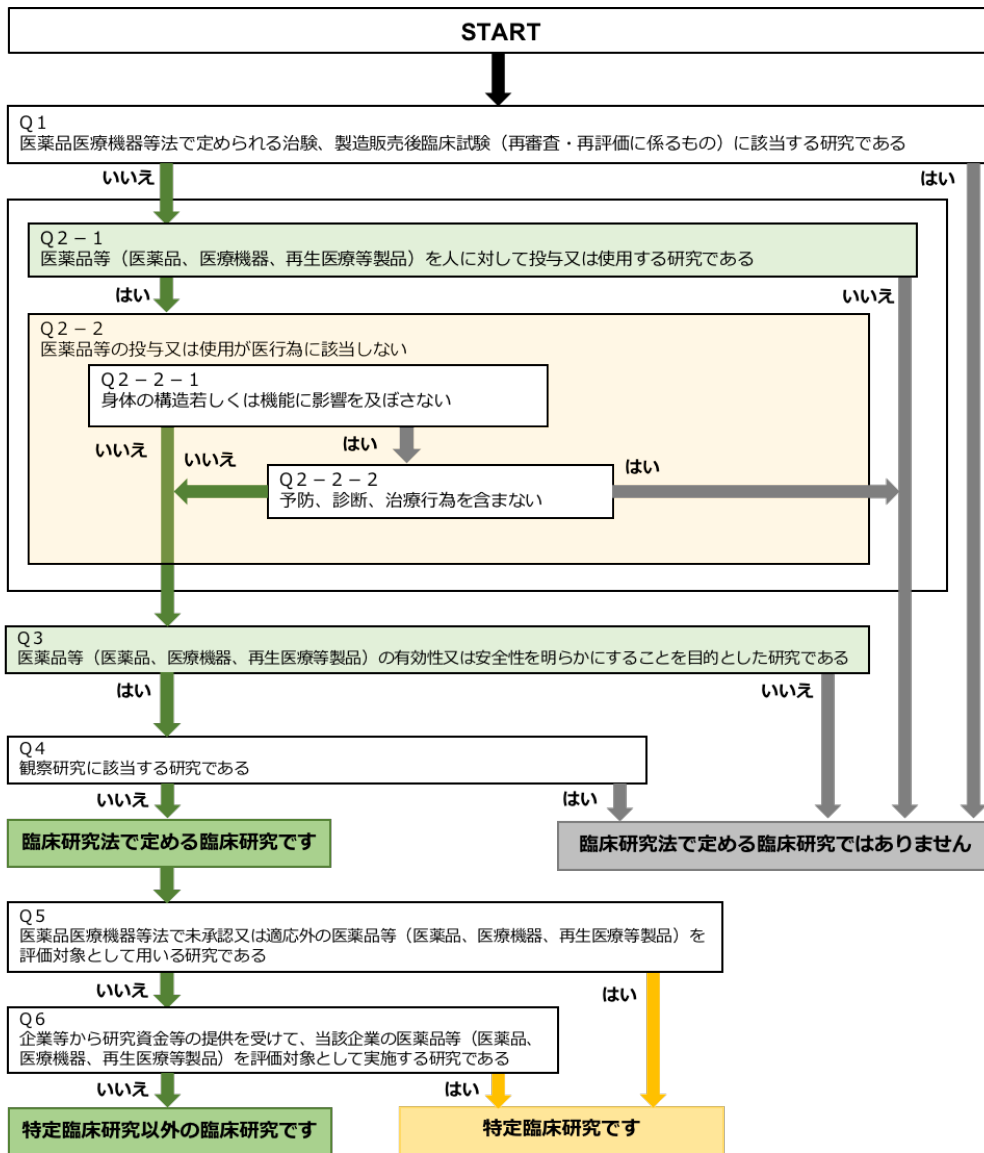 START
Q1
医薬品医療機器等法で定められる治験、製造販売後臨床試験（再審査・再評価に係るもの）に該当する研究である
いいえ
はい
Q2－1
医薬品等（医薬品、医療機器、再生医療等製品）を人に対して投与又は使用する研究である
はい
いいえ
Q2－2
医薬品等の投与又は使用が医行為に該当しない
Q2－2－1
身体の構造若しくは機能に影響を及ぼさない
いいえ
はい
いいえ
はい
Q2－2－2
予防、診断、治療行為を含まない
Q3
医薬品等（医薬品、医療機器、再生医療等製品）の有効性又は安全性を明らかにすることを目的とした研究である
はい
いいえ
Q4
観察研究に該当する研究である
いいえ
はい
臨床研究法で定める臨床研究です
臨床研究法で定める臨床研究ではありません
Q5
医薬品医療機器等法で未承認又は適応外の医薬品等（医薬品、医療機器、再生医療等製品）を
評価対象として用いる研究である
いいえ
はい
Q6
企業等から研究資金等の提供を受けて、当該企業の医薬品等（医薬品、
医療機器、再生医療等製品）を評価対象として実施する研究である
いいえ
はい
特定臨床研究以外の臨床研究です
特定臨床研究です